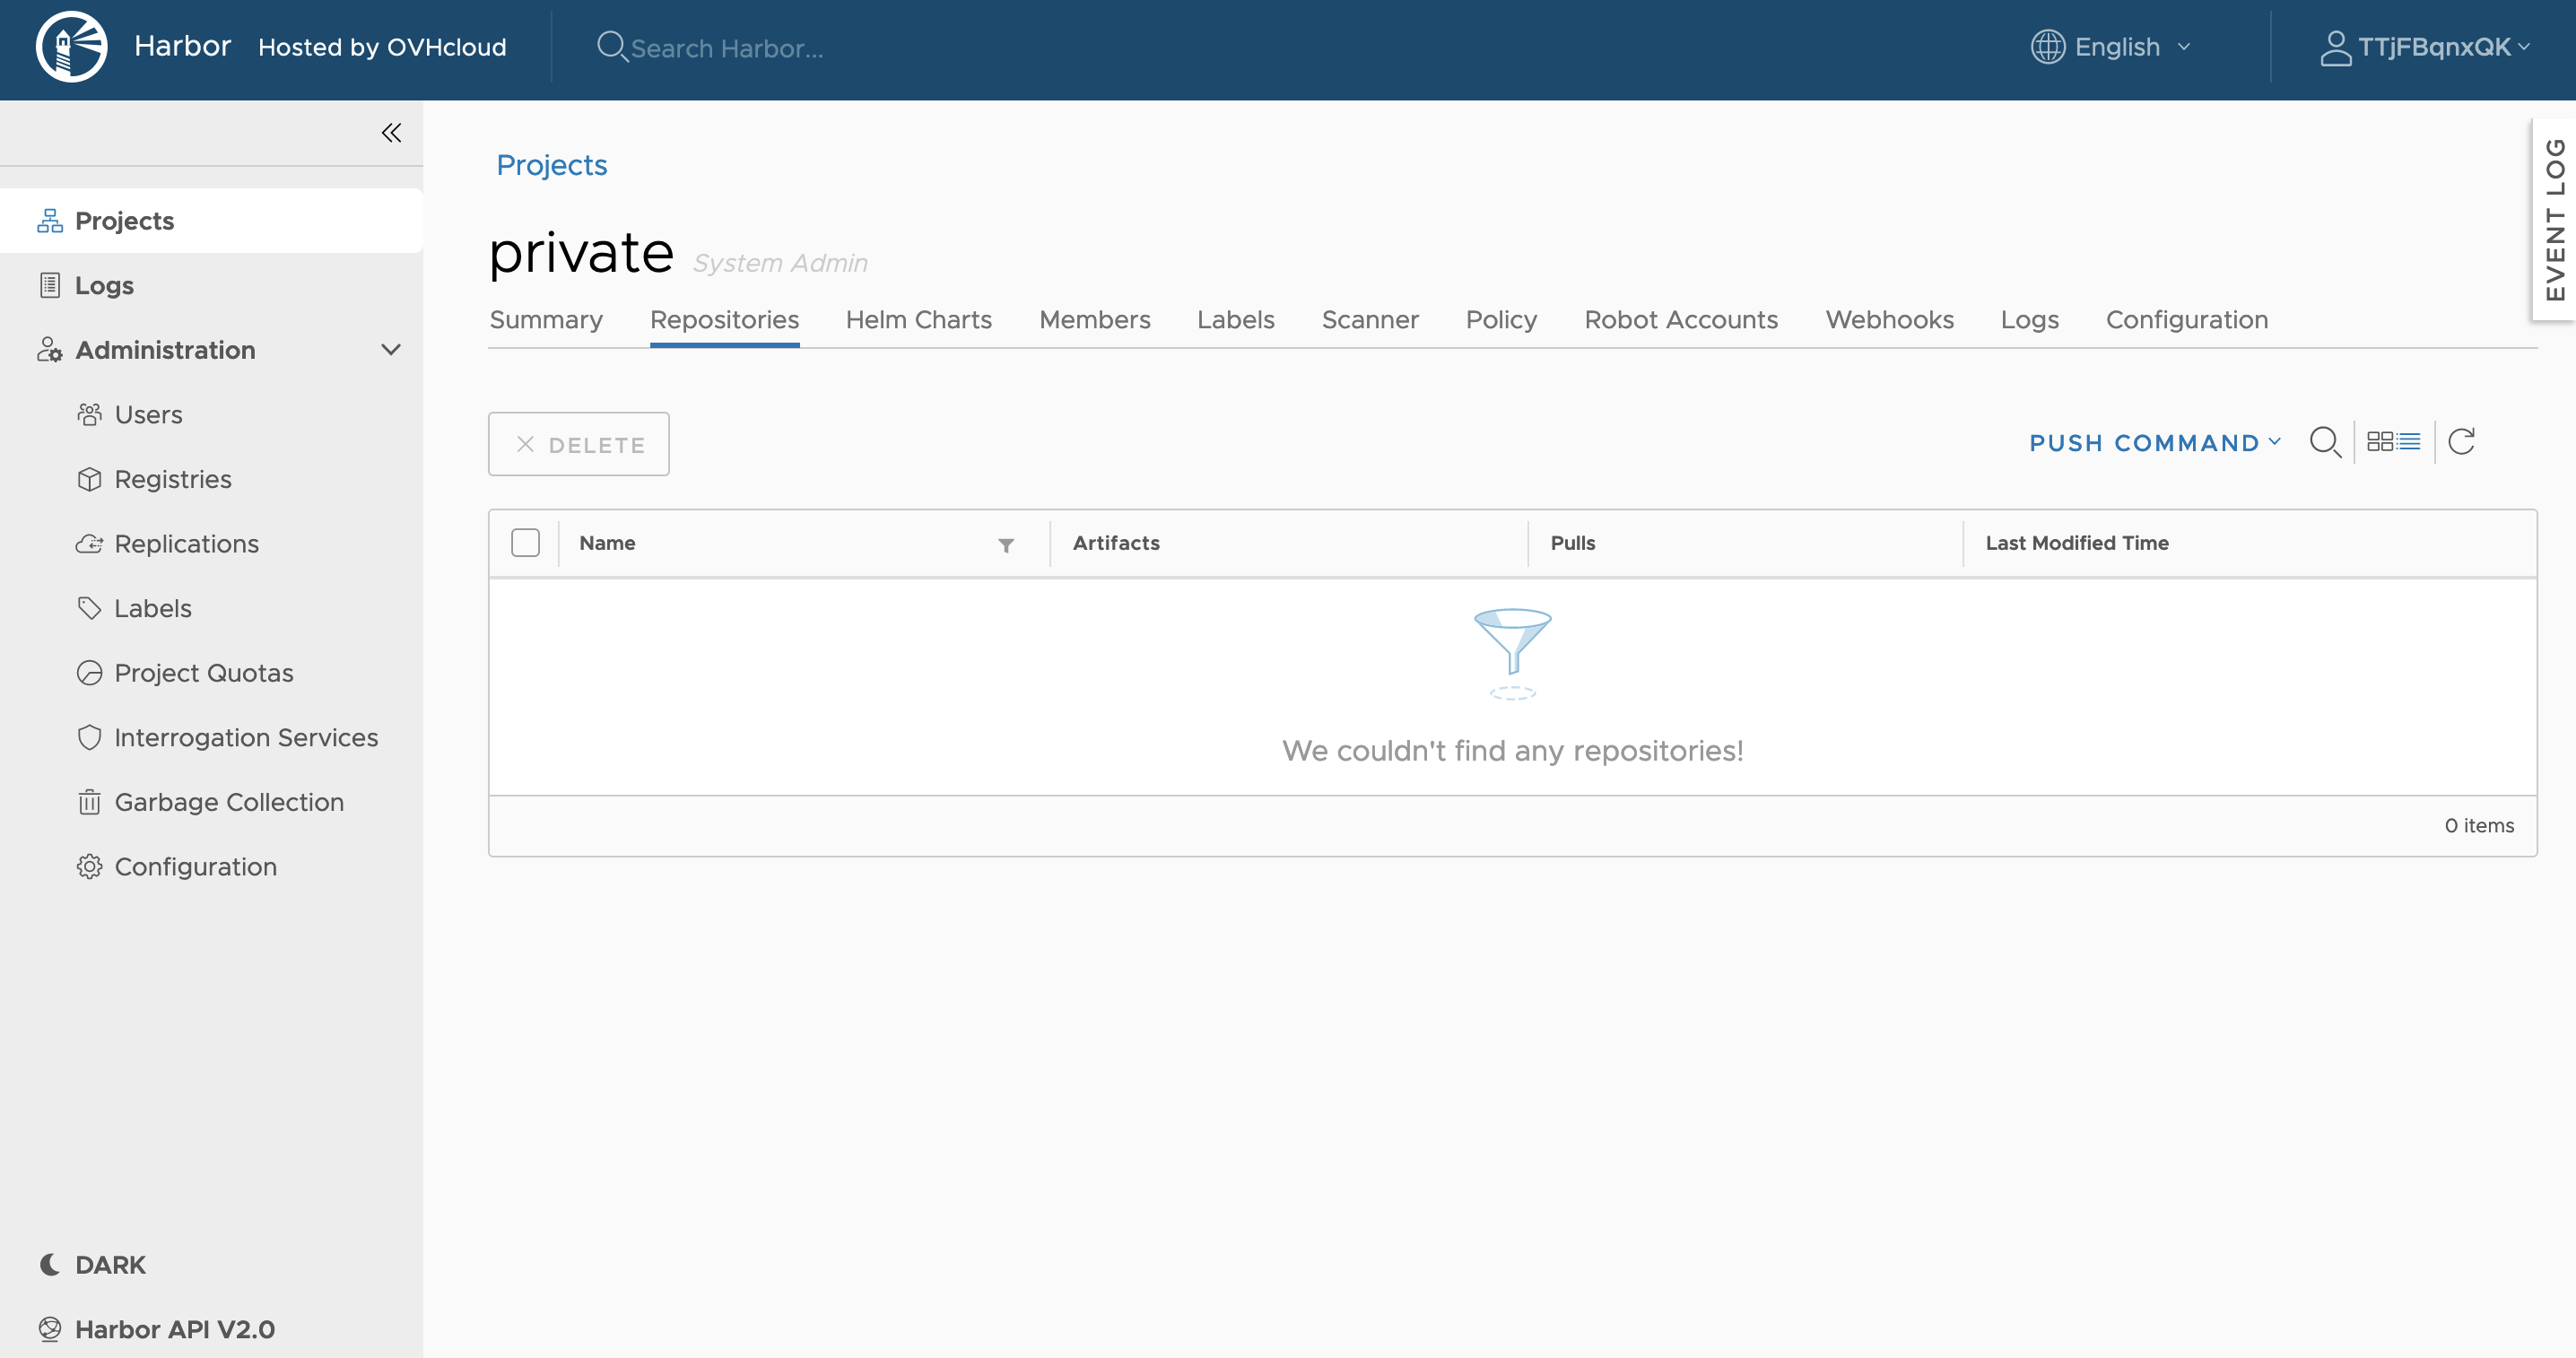 Harbor Hosted by OVHcloud Search Harbor... English TTjFBqnxQK
EVENT LOG
Projects
Logs
Administration
Users
Registries
Replications
Labels
Project Quotas
Interrogation Services
Garbage Collection
Configuration
DARK
Harbor API V2.0
Projects
private System Admin
Summary Repositories Helm Charts Members Labels Scanner Policy Robot Accounts Webhooks Logs Configuration
DELETE PUSH COMMAND
Name Artifacts Pulls Last Modified Time
We couldn't find any repositories!
0 items